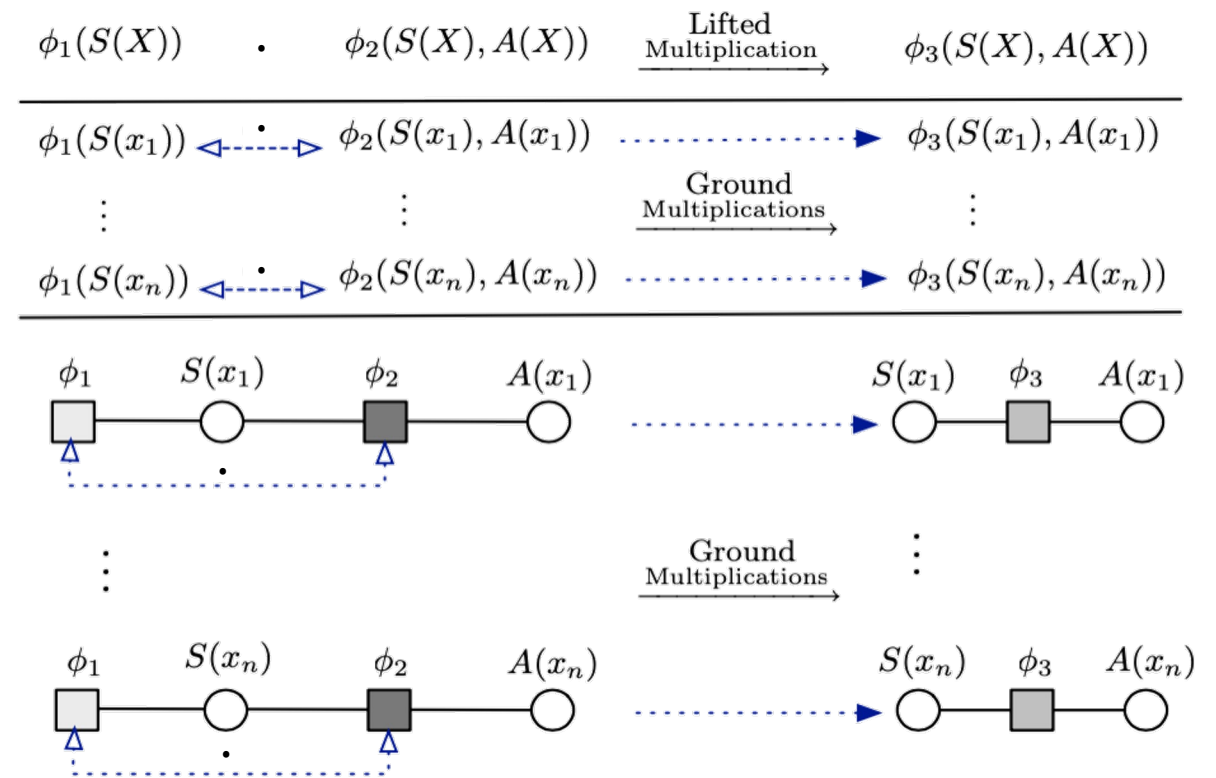 ϕ₁(S(X)) · ϕ₂(S(X), A(X)) Lifted Multiplication ϕ₃(S(X), A(X))
ϕ₁(S(x₁)) · ϕ₂(S(x₁), A(x₁)) ϕ₃(S(x₁), A(x₁))
⋮ ⋮ Ground Multiplications ⋮
ϕ₁(S(xₙ)) · ϕ₂(S(xₙ), A(xₙ)) ϕ₃(S(xₙ), A(xₙ))
ϕ₁ S(x₁) ϕ₂ A(x₁) S(x₁) ϕ₃ A(x₁)
·
⋮ Ground Multiplications ⋮
ϕ₁ S(xₙ) ϕ₂ A(xₙ) S(xₙ) ϕ₃ A(xₙ)
·